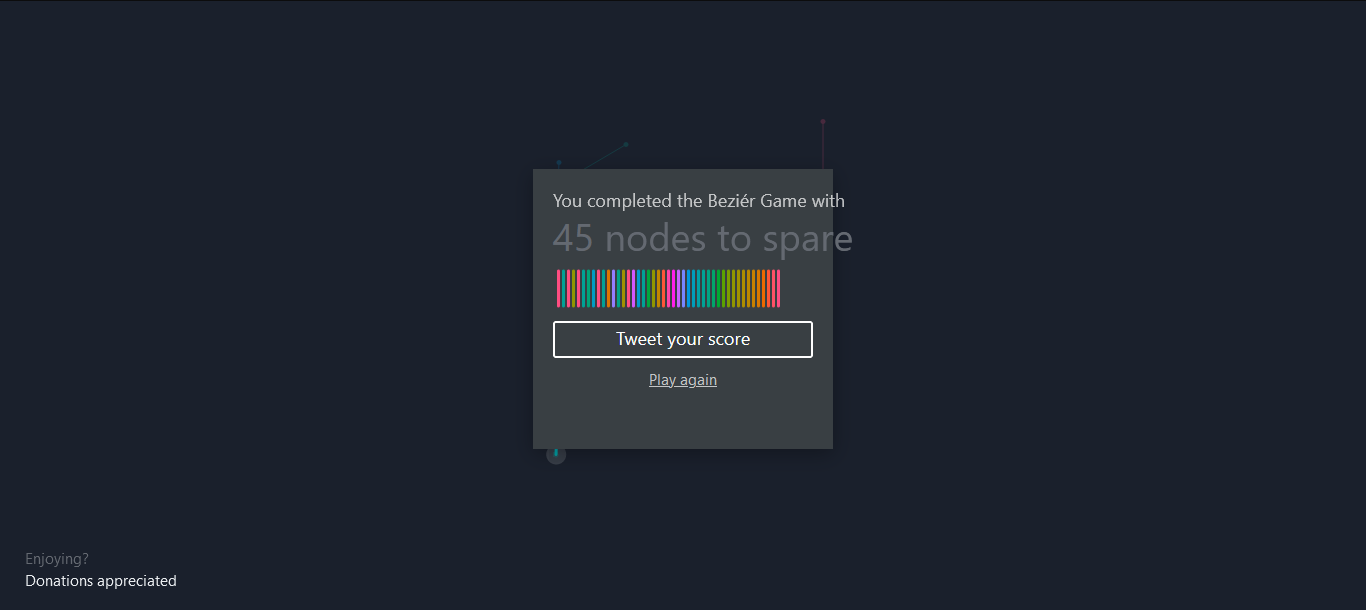 You completed the Beziér Game with
45 nodes to spare
Tweet your score
Play again
Enjoying?
Donations appreciated